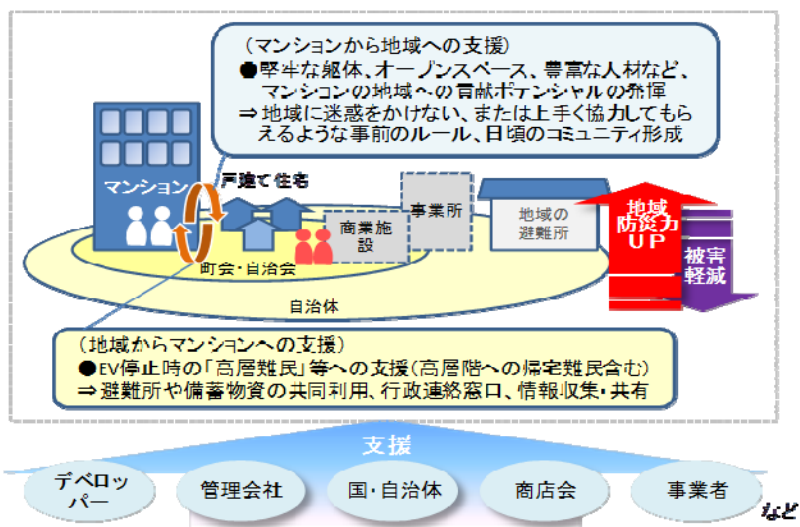 (マンションから地域への支援)
●堅牢な躯体、オープンスペース、豊富な人材など、
マンションの地域への貢献ポテンシャルの発揮
⇒地域に迷惑をかけない、または上手く協力してもら
えるような事前のルール、日頃のコミュニティ形成
マンション
戸建て住宅
商業施
設
事業所
地域の
避難所
地域
防災力
UP
被害
軽減
町会・自治会
自治体
(地域からマンションへの支援)
●EV停止時の「高層難民」等への支援(高層階への帰宅難民含む)
⇒避難所や備蓄物資の共同利用、行政連絡窓口、情報収集・共有
支援
デベロッ
パー
管理会社
国・自治体
商店会
事業者
など